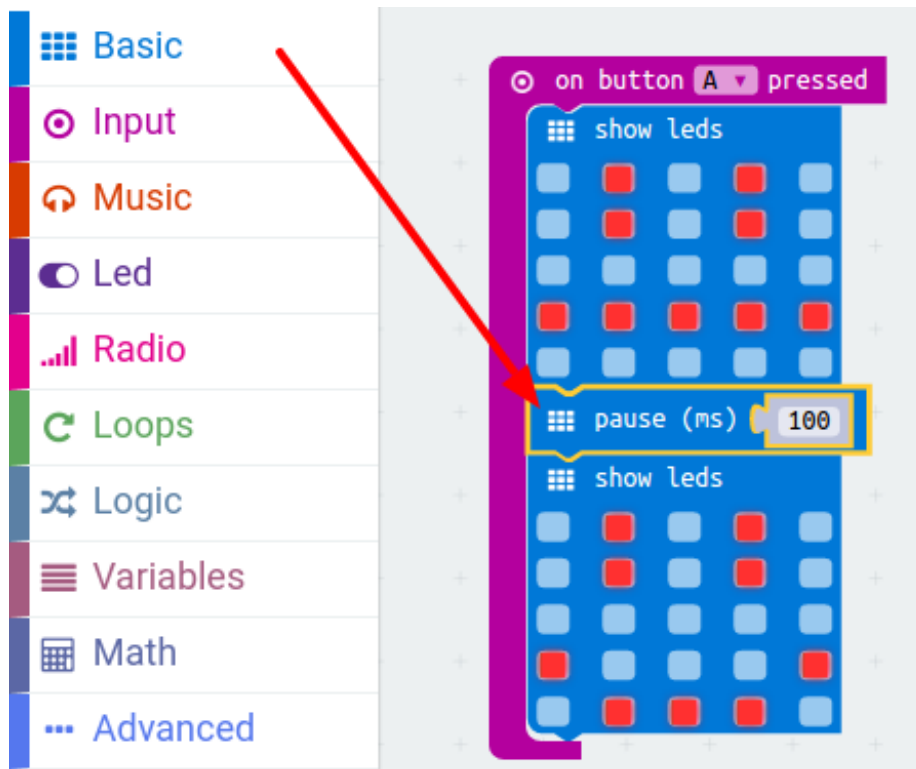 Basic
Input
Music
Led
Radio
Loops
Logic
Variables
Math
Advanced
on button A pressed
show leds
pause (ms) 100
show leds